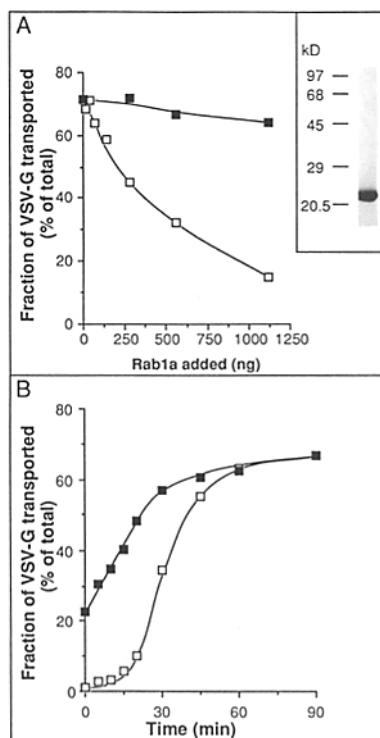 A
Fraction of VSV-G transported
(% of total)
80
60
40
20
0
0 250 500 750 1000 1250
Rab1a added (ng)
kD
97
68
45
29
20.5
B
Fraction of VSV-G transported
(% of total)
80
60
40
20
0
0 30 60 90
Time (min)